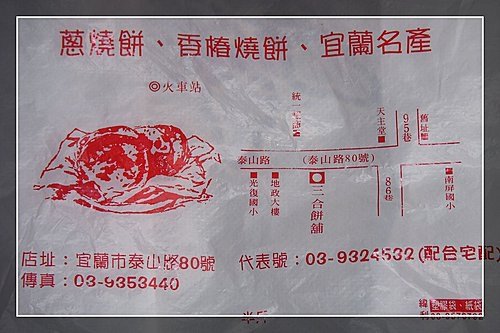 蔥燒餅、香椿燒餅、宜蘭名產
◎火車站
統一
天主堂
95巷
舊址
泰山路
(泰山路80號)
光復國小
地政大樓
◎三合餅舖
86巷
南屏國小
店址：宜蘭市泰山路80號
代表號：03-9324532(配合宅配)
傳真：03-9353440